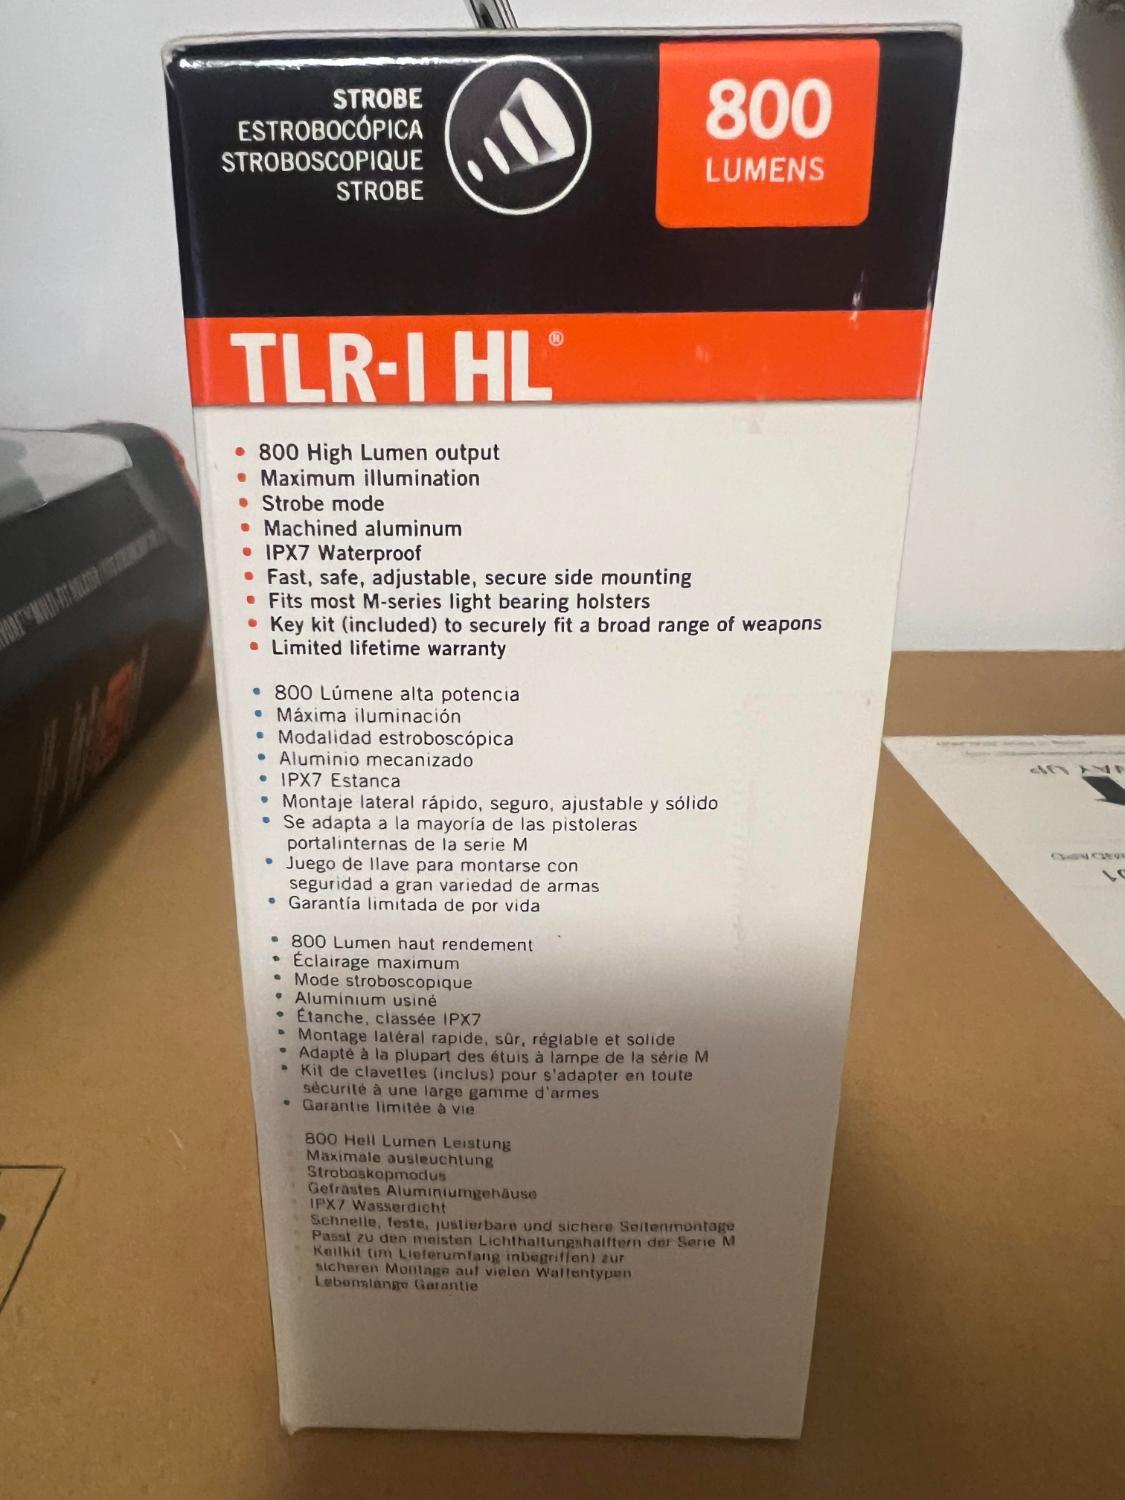 STROBE
ESTROBOCÓPICA
STROBOSCOPIQUE
STROBE
800
LUMENS
TLR-1 HL®
• 800 High Lumen output
• Maximum illumination
• Strobe mode
• Machined aluminum
• IPX7 Waterproof
• Fast, safe, adjustable, secure side mounting
• Fits most M-series light bearing holsters
• Key kit (included) to securely fit a broad range of weapons
• Limited lifetime warranty
• 800 Lúmene alta potencia
• Máxima iluminación
• Modalidad estroboscópica
• Aluminio mecanizado
• IPX7 Estanca
• Montaje lateral rápido, seguro, ajustable y sólido
• Se adapta a la mayoría de las pistoleras
portalinternas de la serie M
• Juego de llave para montarse con
seguridad a gran variedad de armas
• Garantía limitada de por vida
• 800 Lumen haut rendement
• Éclairage maximum
• Mode stroboscopique
• Aluminium usiné
• Étanche, classée IPX7
• Montage latéral rapide, sûr, réglable et solide
• Adapté à la plupart des étuis à lampe de la série M
• Kit de clavettes (inclus) pour s'adapter en toute
sécurité à une large gamme d'armes
• Garantie limitée à vie
800 Hell Lumen Leistung
Maximale ausleuchtung
Stroboskopmodus
Gefrästes Aluminiumgehäuse
IPX7 Wasserdicht
Schnelle, feste, justierbare und sichere Seitenmontage
Passt zu den meisten Lichthaltungshalftern der Serie M
Keilkit (im Lieferumfang inbegriffen) zur
sicheren Montage auf vielen Waffentypen
Lebenslange Garantie
WAY UP